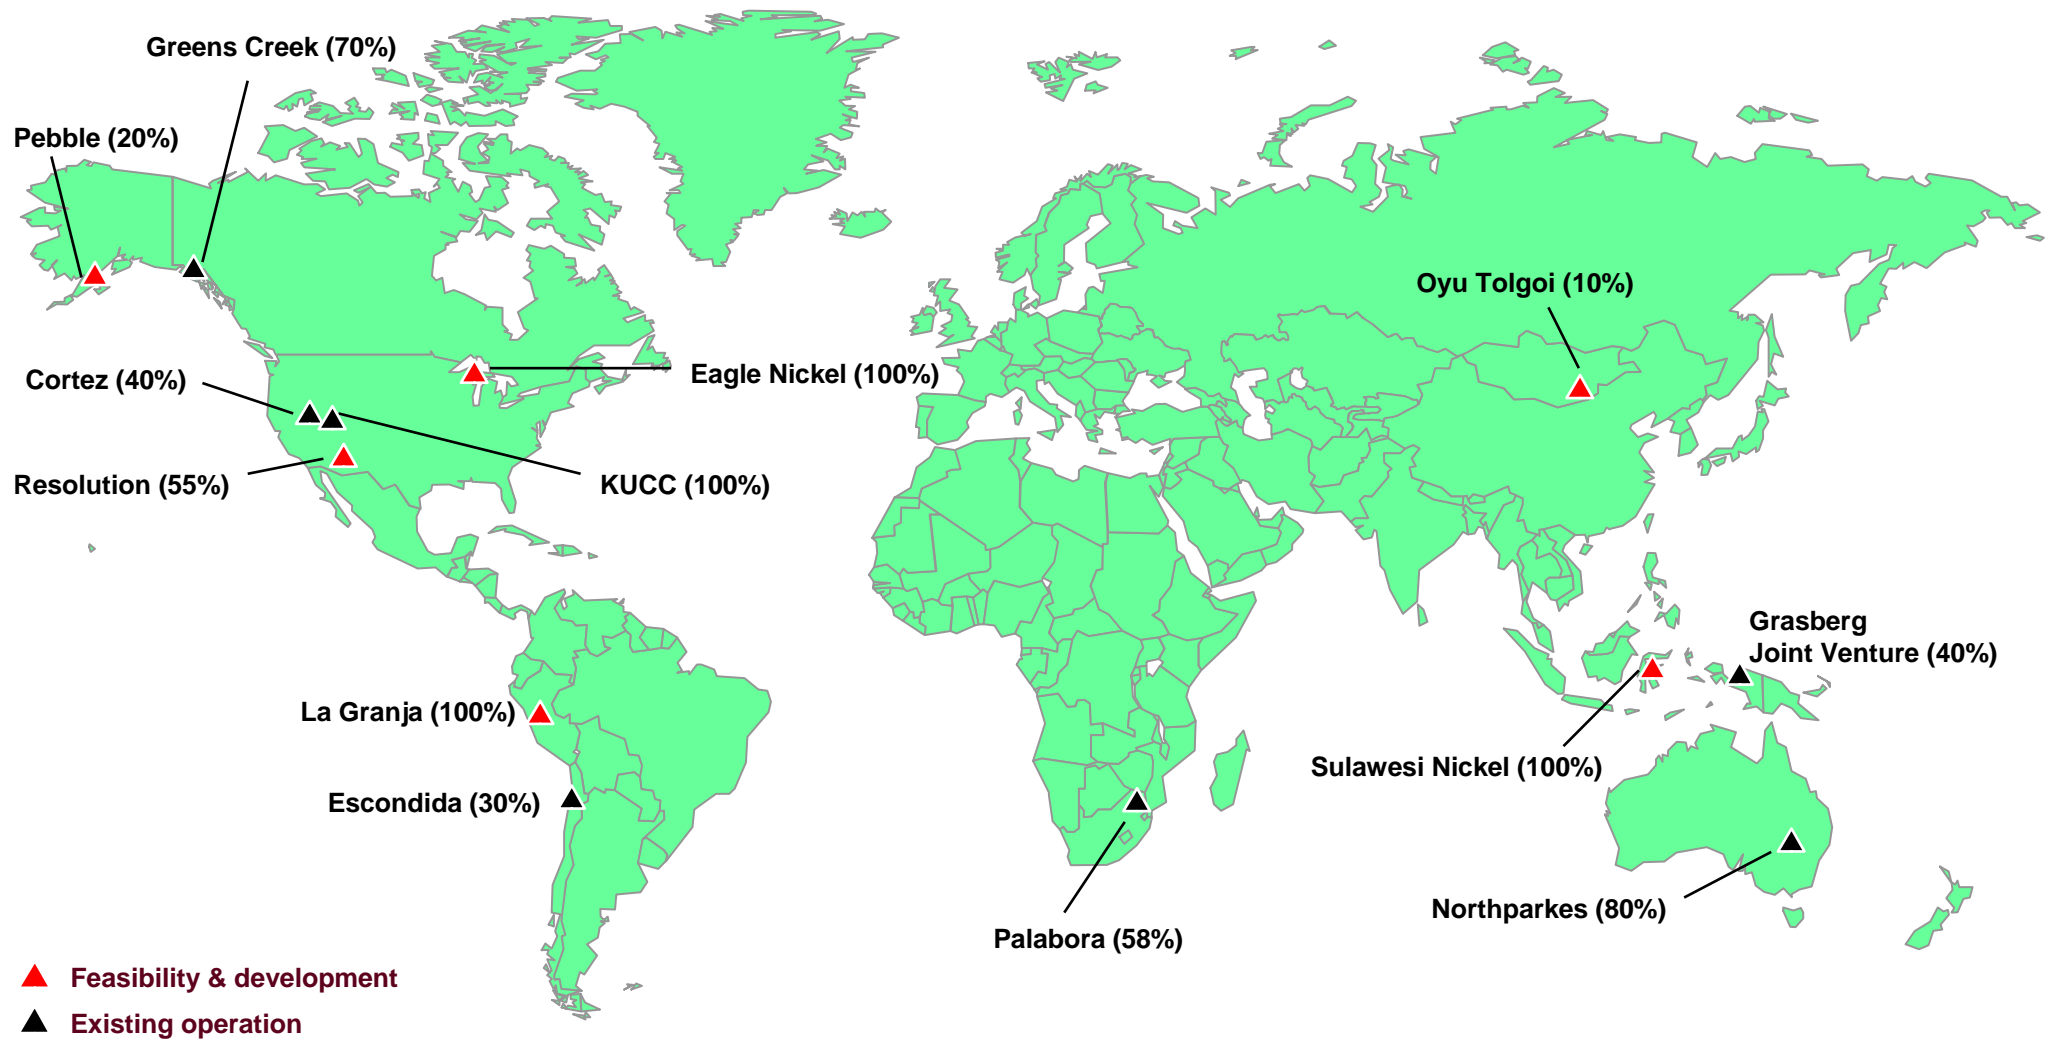 Greens Creek (70%)
Pebble (20%)
Oyu Tolgoi (10%)
Cortez (40%)
Eagle Nickel (100%)
Resolution (55%)
KUCC (100%)
Grasberg
Joint Venture (40%)
La Granja (100%)
Sulawesi Nickel (100%)
Escondida (30%)
Northparkes (80%)
Palabora (58%)
Feasibility & development
Existing operation